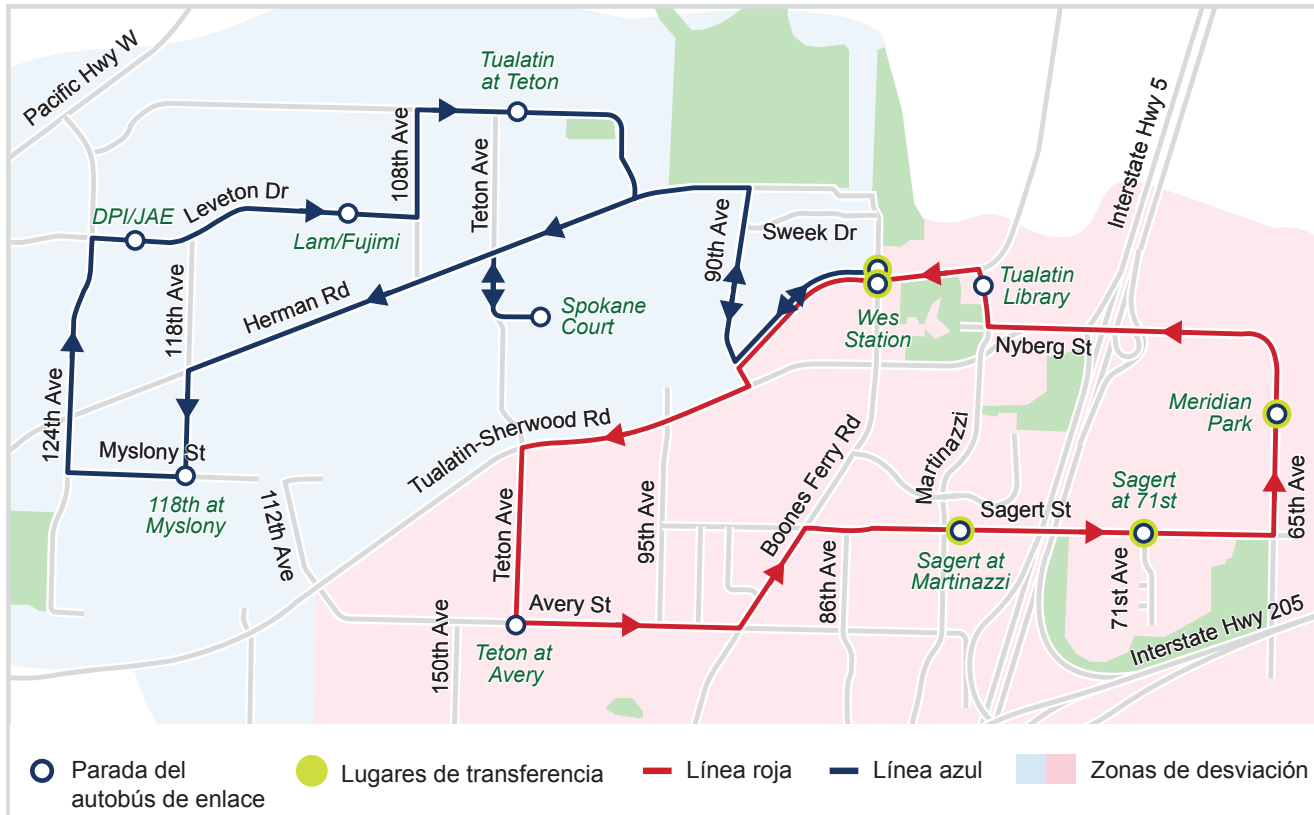 Pacific Hwy W
Tualatin
at Teton
108th Ave
Teton Ave
Interstate Hwy 5
DPI/JAE
Leveton Dr
Lam/Fujimi
90th Ave
Sweek Dr
118th Ave
Herman Rd
Spokane
Court
Wes
Station
Tualatin
Library
Nyberg St
124th Ave
Myslony St
118th at
Myslony
112th Ave
Tualatin-Sherwood Rd
Meridian
Park
Teton Ave
95th Ave
Boones Ferry Rd
Martinazzi
Sagert St
Sagert
at 71st
65th Ave
Sagert at
Martinazzi
86th Ave
71st Ave
Avery St
150th Ave
Teton at
Avery
Interstate Hwy 205
Parada del
autobús de enlace
Lugares de transferencia
Línea roja
Línea azul
Zonas de desviación